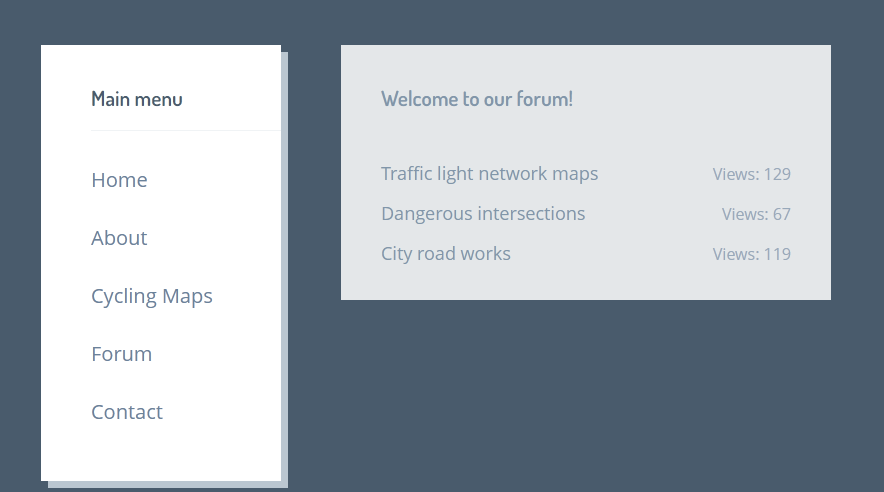 Main menu
Home
About
Cycling Maps
Forum
Contact
Welcome to our forum!
Traffic light network maps Views: 129
Dangerous intersections Views: 67
City road works Views: 119